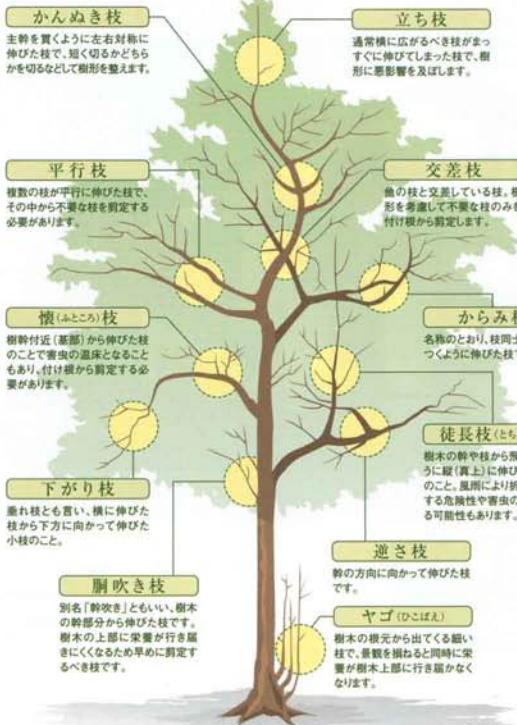 かんぬき枝
主幹を貫くように左右対称に
伸びた枝で、短く切るかどちら
かを切るなどして樹形を整えます。
立ち枝
通常横に広がるべき枝がまっ
すぐに伸びてしまった枝で、樹
形に悪影響を及ぼします。
平行枝
複数の枝が平行に伸びた枝で、
その中から不要な枝を剪定する
必要があります。
交差枝
他の枝と交差している枝。樹
形を考慮して不要な枝のみを
付け根から剪定します。
懐(ふところ)枝
樹幹付近(基部)から伸びた枝
のことで害虫の温床となること
もあり、付け根から剪定する必
要があります。
からみ
名称のとおり、枝同
つくように伸びた枝
徒長枝(とち
樹木の幹や枝から飛
うに縦(真上)に伸び
のこと。風雨により折
する危険性や害虫の
る可能性もあります。
下がり枝
垂れ枝とも言い、横に伸びた
枝から下方に向かって伸びた
小枝のこと。
逆さ枝
幹の方向に向かって伸びた枝
です。
胴吹き枝
別名「幹吹き」ともいい、樹木
の幹部分から伸びた枝です。
樹木の上部に栄養が行き届
きにくくなるため早めに剪定す
るべき枝です。
ヤゴ(ひこばえ)
樹木の根元から出てくる細い
枝で、景観を損ねると同時に栄
養が樹木上部に行き届かなく
なります。